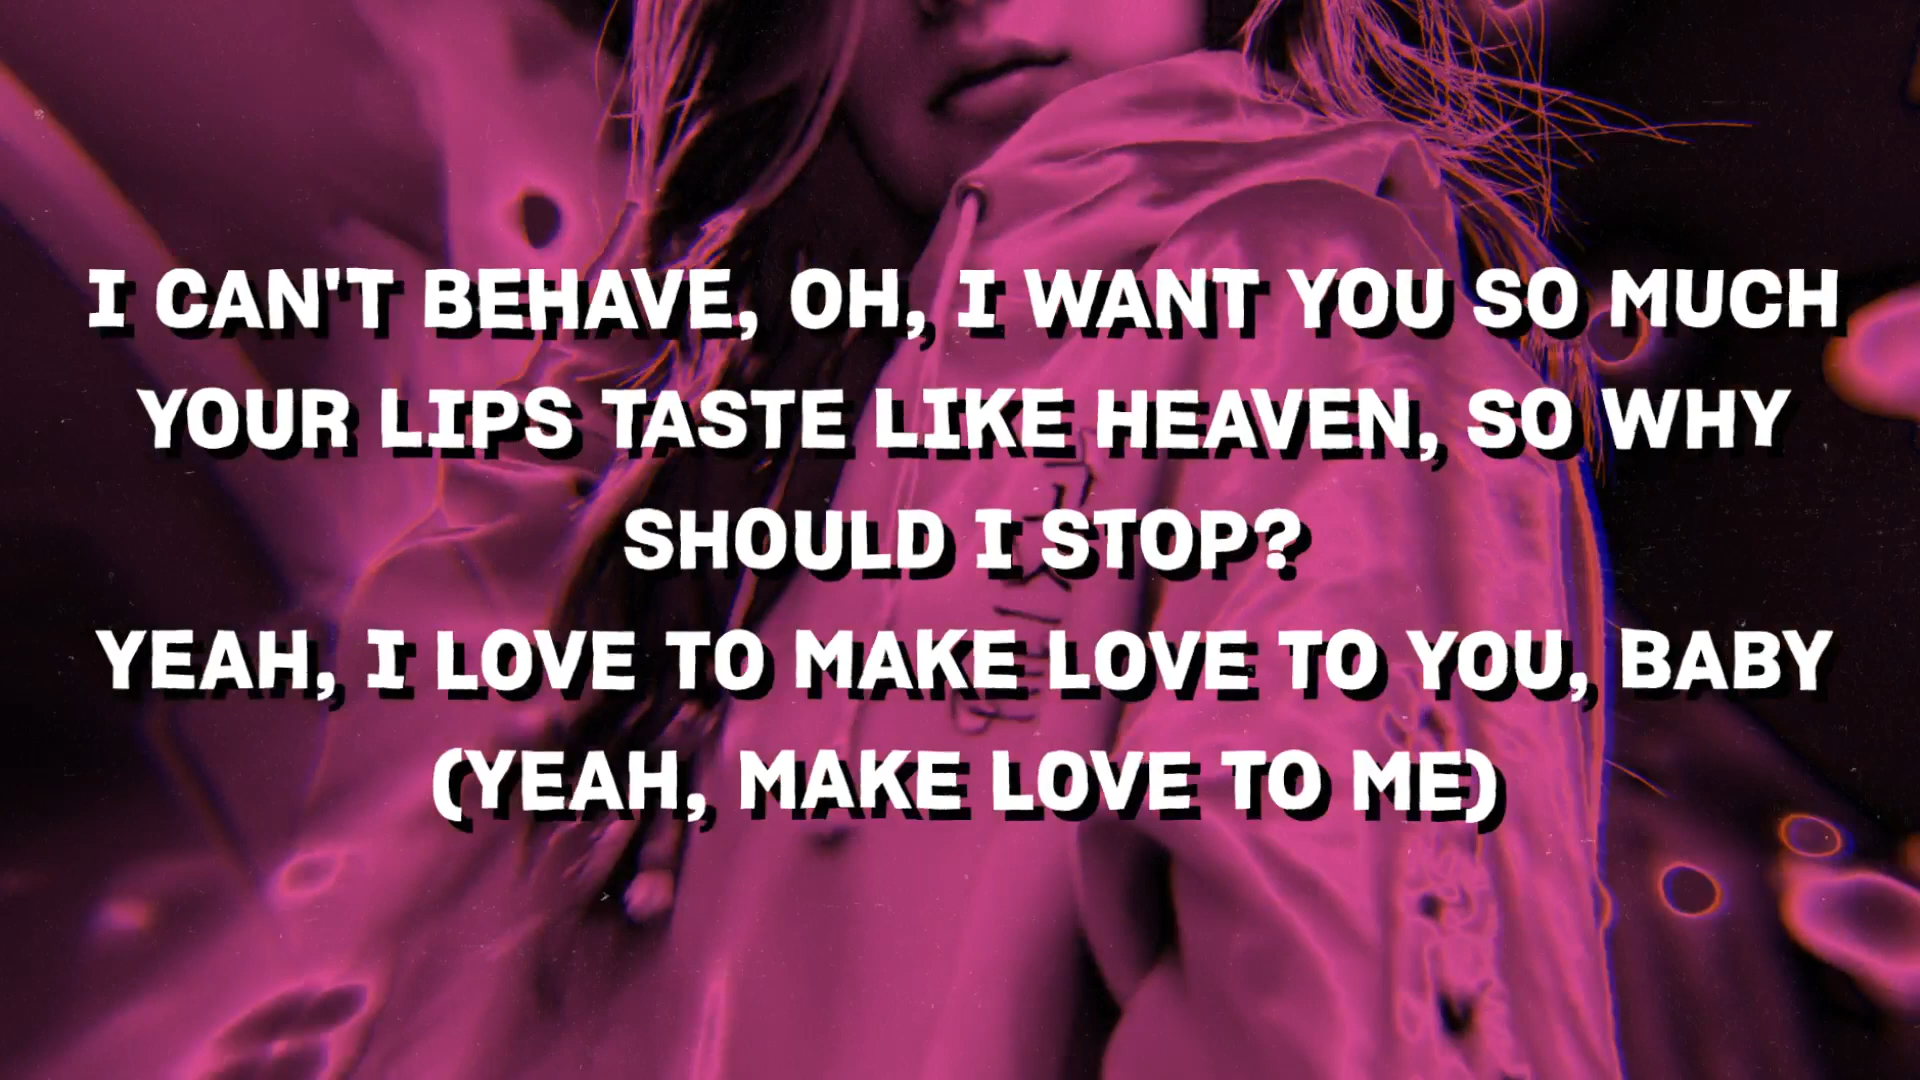 I CAN'T BEHAVE, OH, I WANT YOU SO MUCH
YOUR LIPS TASTE LIKE HEAVEN, SO WHY
SHOULD I STOP?
YEAH, I LOVE TO MAKE LOVE TO YOU, BABY
(YEAH, MAKE LOVE TO ME)